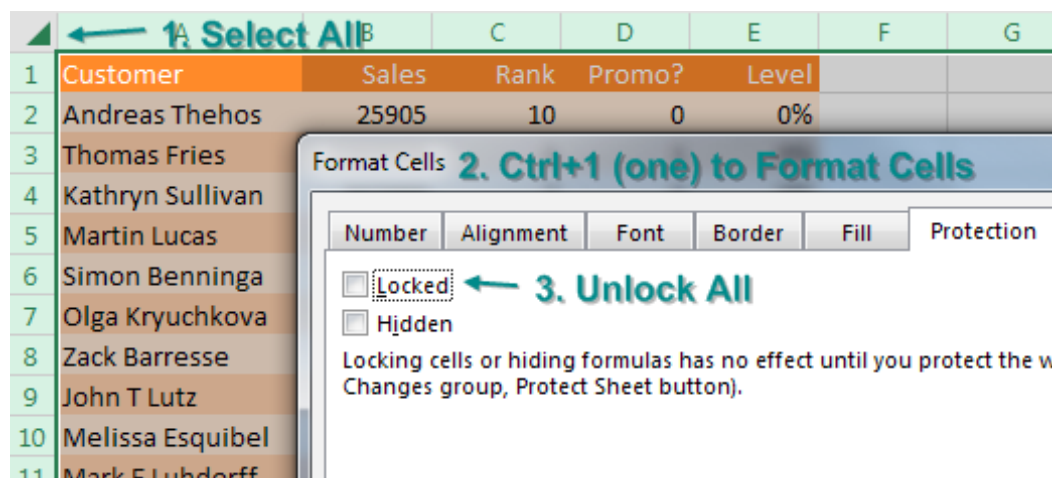 1. Select All
A B C D E F G
1 Customer Sales Rank Promo? Level
2 Andreas Thehos 25905 10 0 0%
3 Thomas Fries
Format Cells 2. Ctrl+1 (one) to Format Cells
4 Kathryn Sullivan
5 Martin Lucas
Number Alignment Font Border Fill Protection
6 Simon Benninga
Locked 3. Unlock All
7 Olga Kryuchkova
Hidden
8 Zack Barresse
Locking cells or hiding formulas has no effect until you protect the w
9 John T Lutz
Changes group, Protect Sheet button).
10 Melissa Esquibel
11 Mark E Luhdorff